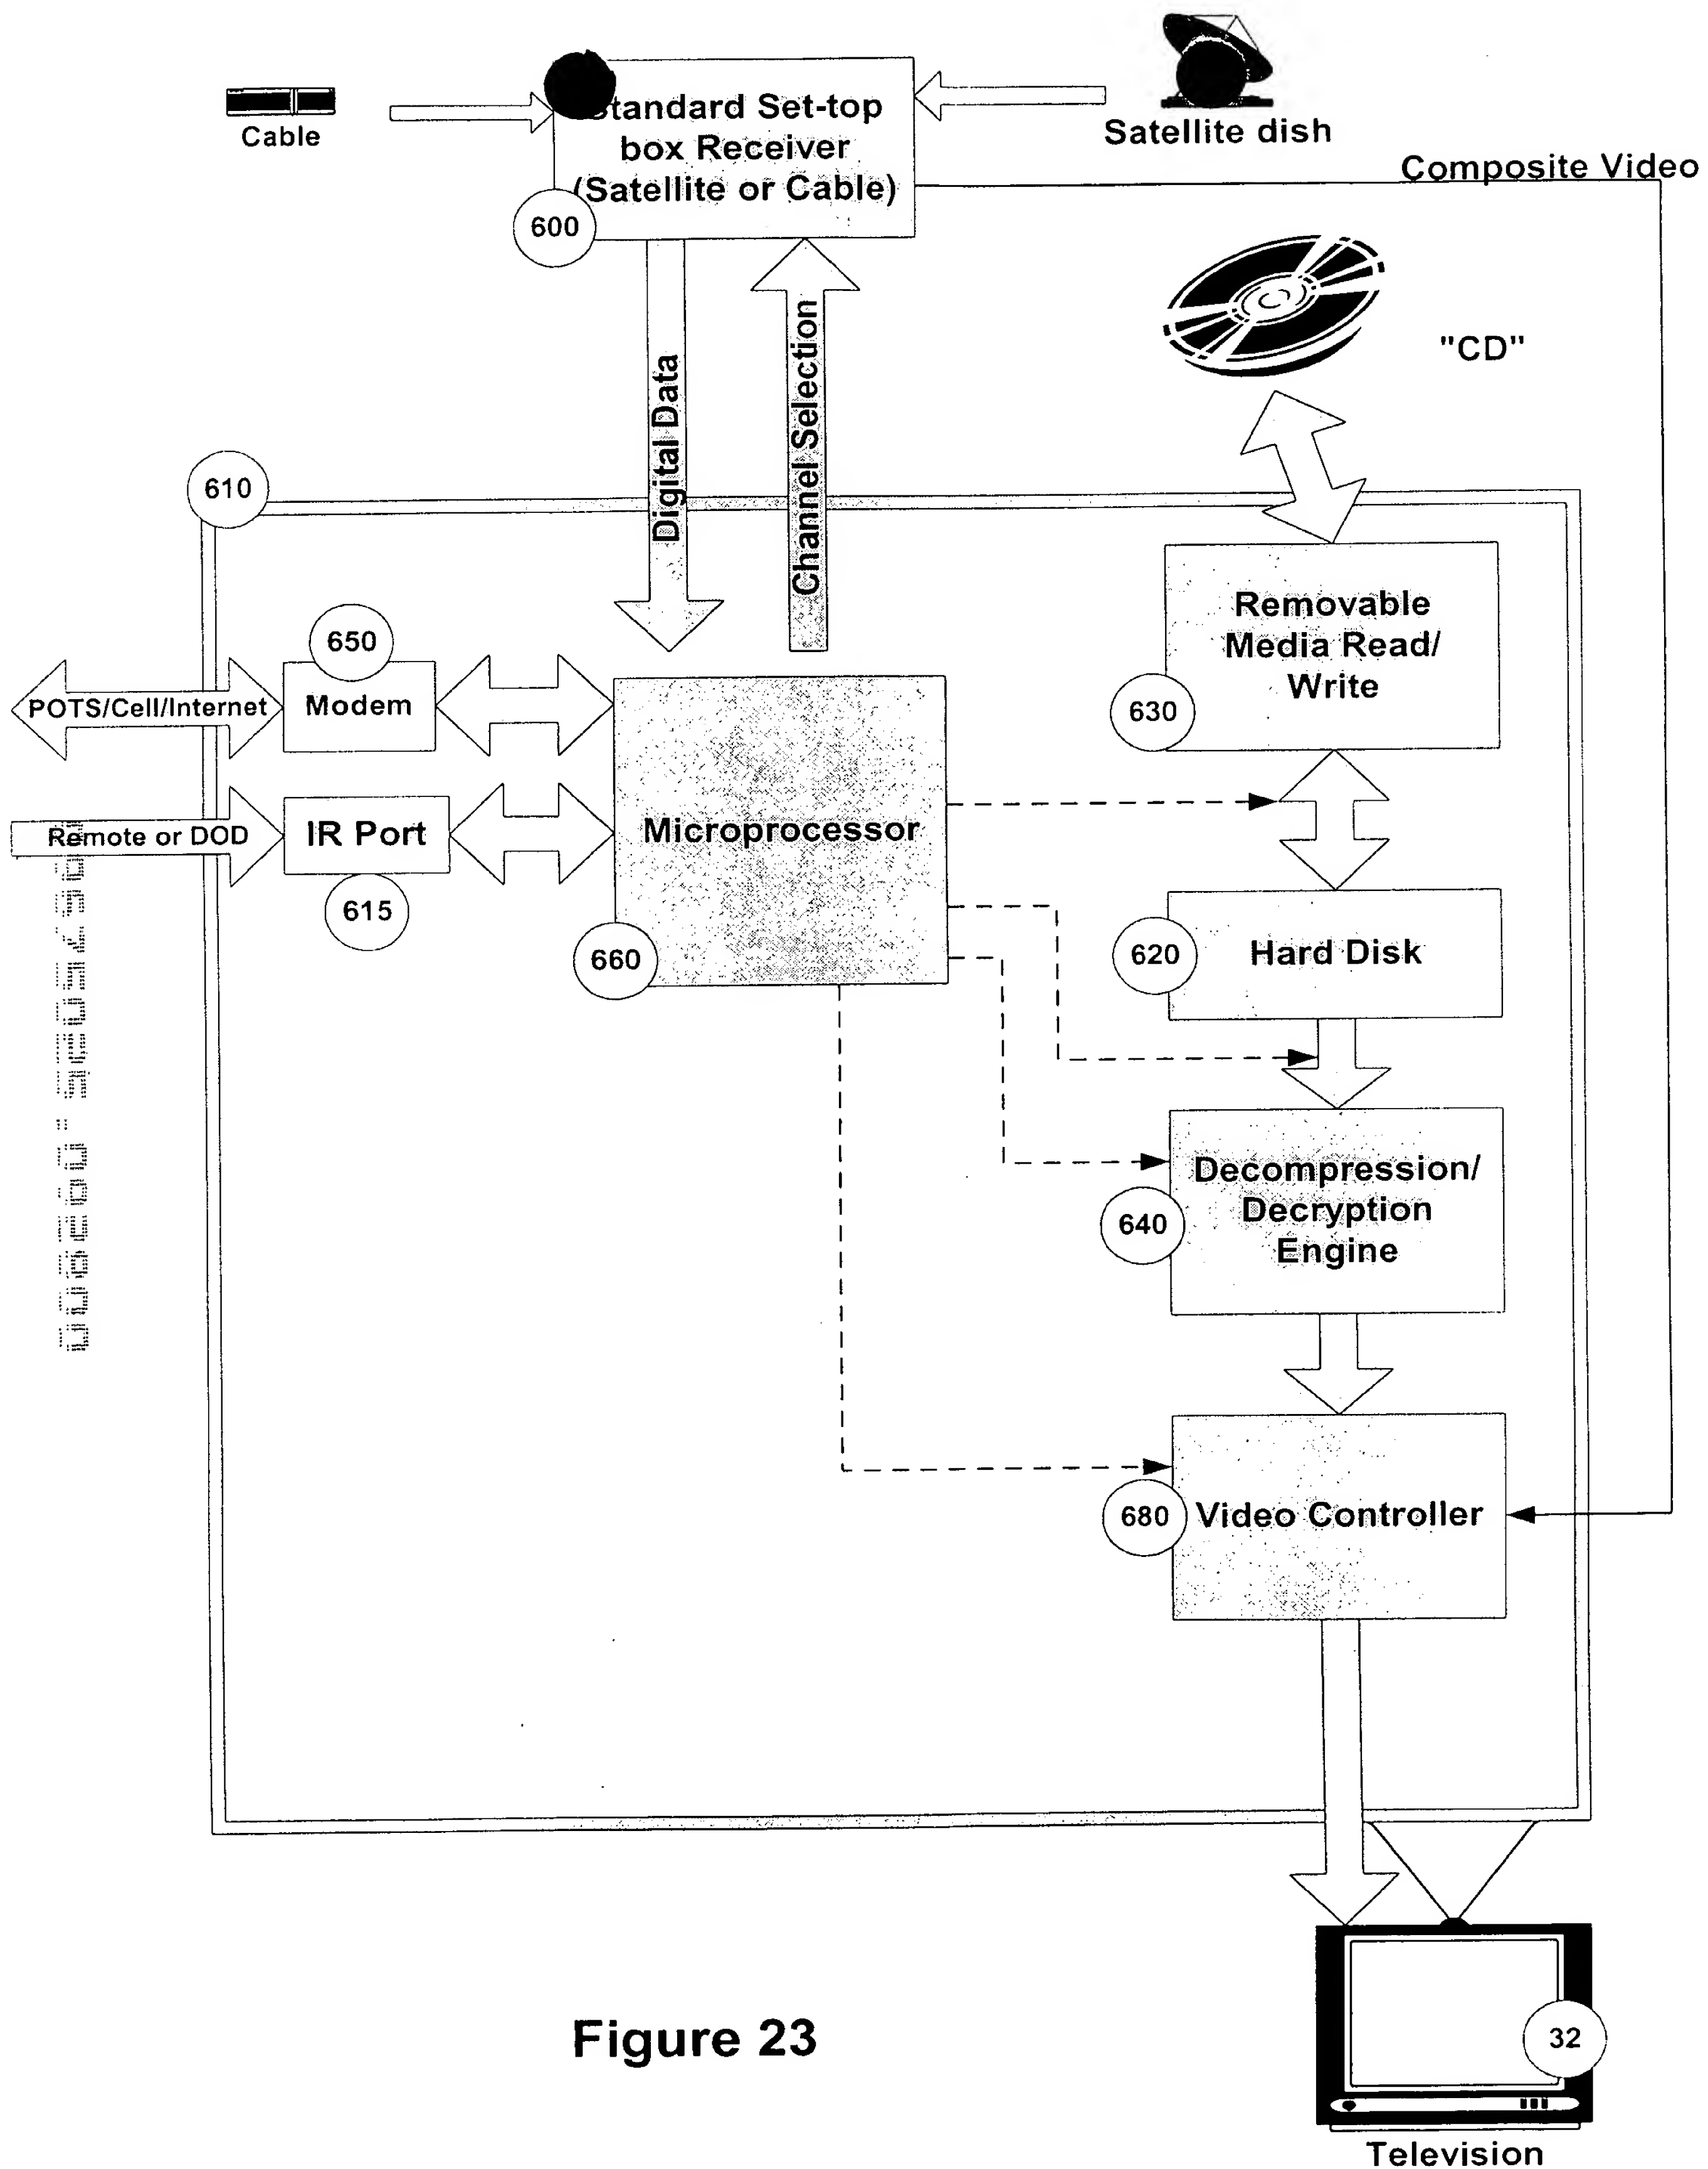 Cable
Standard Set-top
box Receiver
(Satellite or Cable)
600
Satellite dish
Composite Video
"CD"
Digital Data
Channel Selection
610
Removable
Media Read/
Write
630
650
Modem
POTS/Cell/Internet
Remote or DOD
IR Port
615
Microprocessor
660
Hard Disk
620
Decompression/
Decryption
Engine
640
Video Controller
680
Figure 23
32
Television